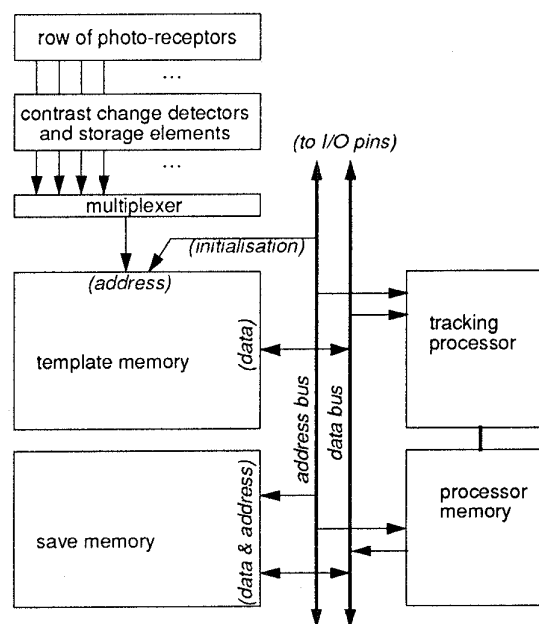 row of photo-receptors
...
contrast change detectors
and storage elements
...
(to I/O pins)
multiplexer
(initialisation)
(address)
template memory
(data)
address bus
data bus
tracking
processor
save memory
(data & address)
processor
memory